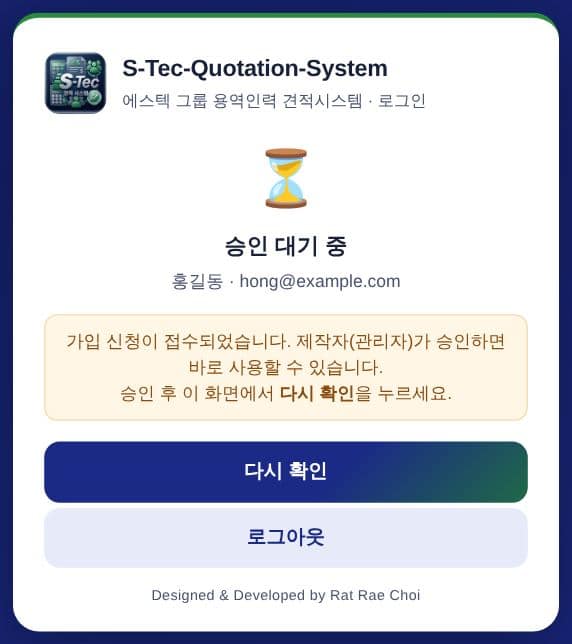 S-Tec
S-Tec-Quotation-System
에스텍 그룹 용역인력 견적시스템 · 로그인
승인 대기 중
홍길동 · hong@example.com
가입 신청이 접수되었습니다. 제작자(관리자)가 승인하면
바로 사용할 수 있습니다.
승인 후 이 화면에서 다시 확인을 누르세요.
다시 확인
로그아웃
Designed & Developed by Rat Rae Choi